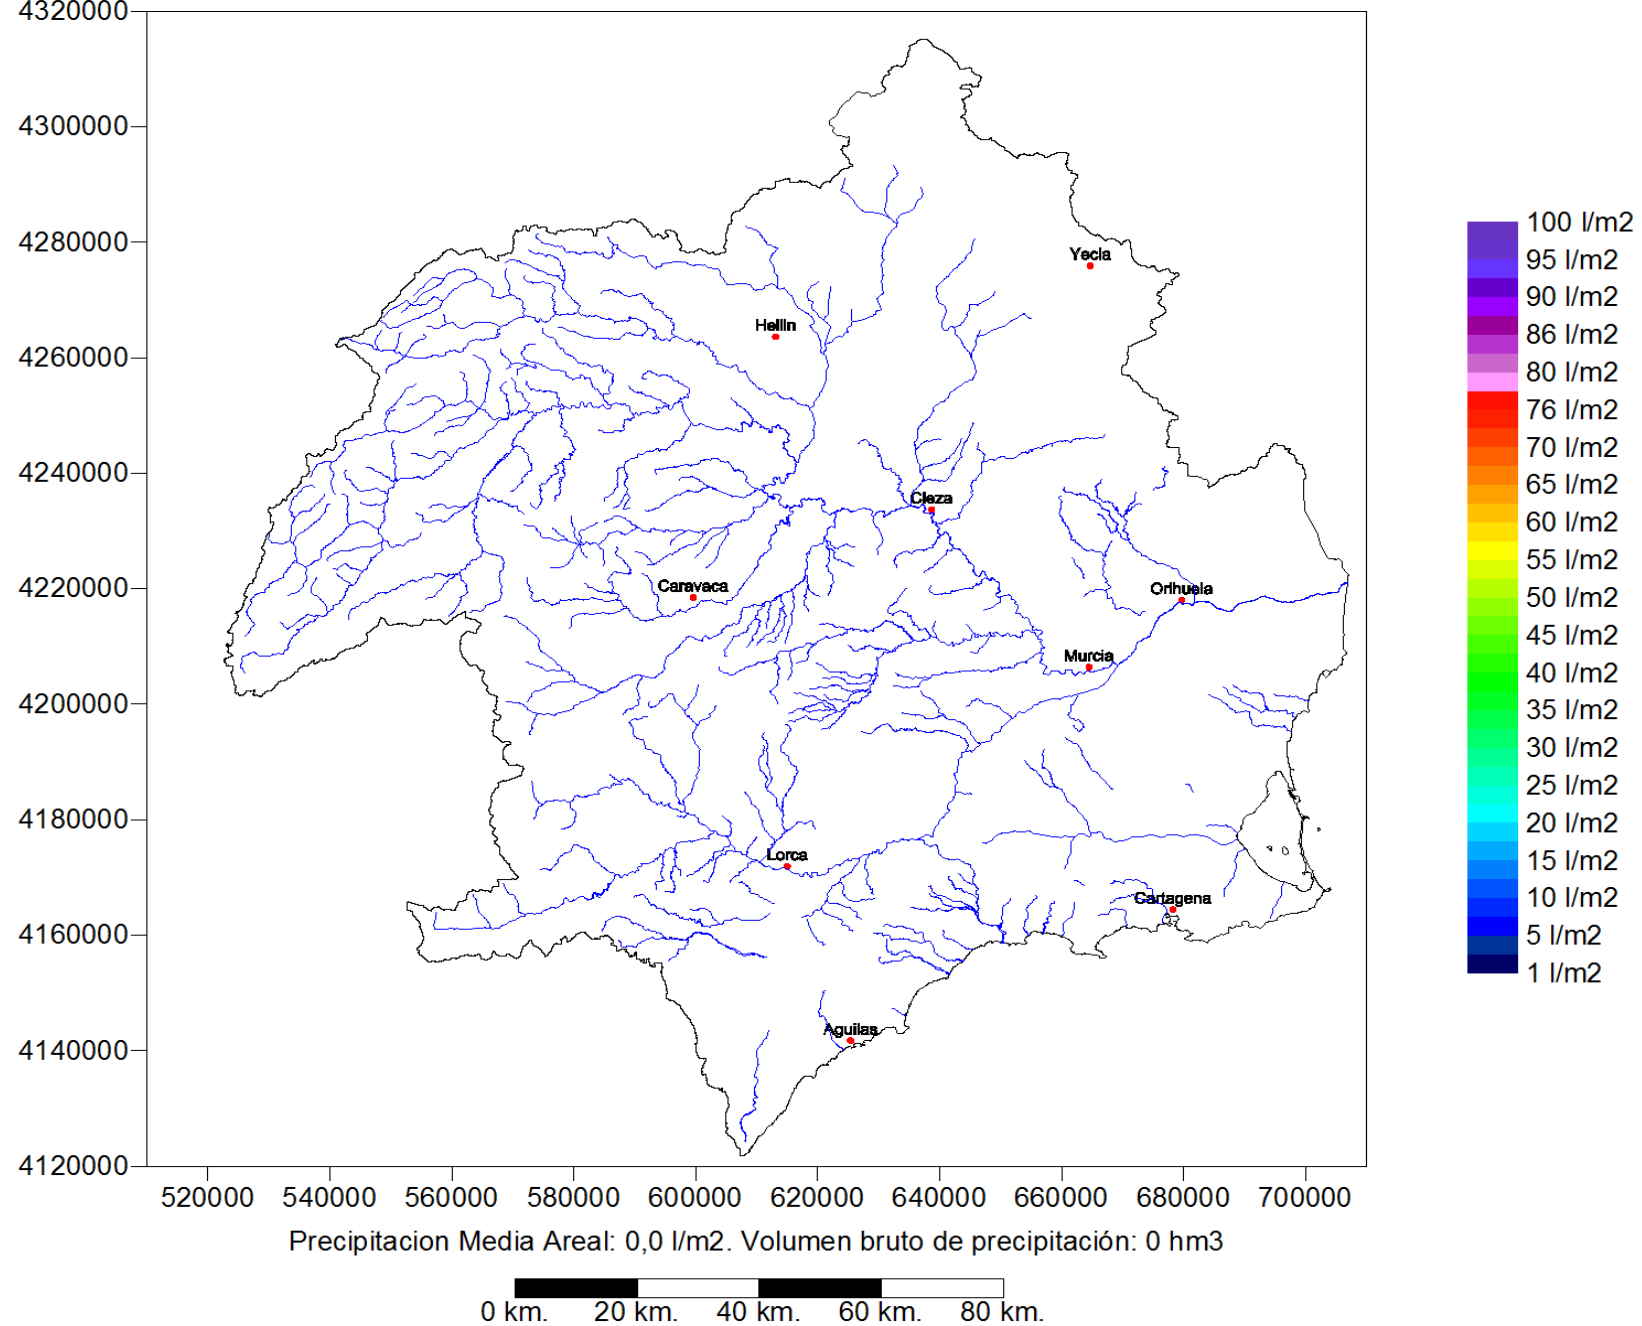 4320000
4300000
4280000
4260000
4240000
4220000
4200000
4180000
4160000
4140000
4120000
520000 540000 560000 580000 600000 620000 640000 660000 680000 700000
Yecla
Hellin
Cieza
Caravaca
Orihuela
Murcia
Lorca
Cartagena
Aguilas
100 l/m2
95 l/m2
90 l/m2
86 l/m2
80 l/m2
76 l/m2
70 l/m2
65 l/m2
60 l/m2
55 l/m2
50 l/m2
45 l/m2
40 l/m2
35 l/m2
30 l/m2
25 l/m2
20 l/m2
15 l/m2
10 l/m2
5 l/m2
1 l/m2
Precipitacion Media Areal: 0,0 l/m2. Volumen bruto de precipitación: 0 hm3
0 km. 20 km. 40 km. 60 km. 80 km.